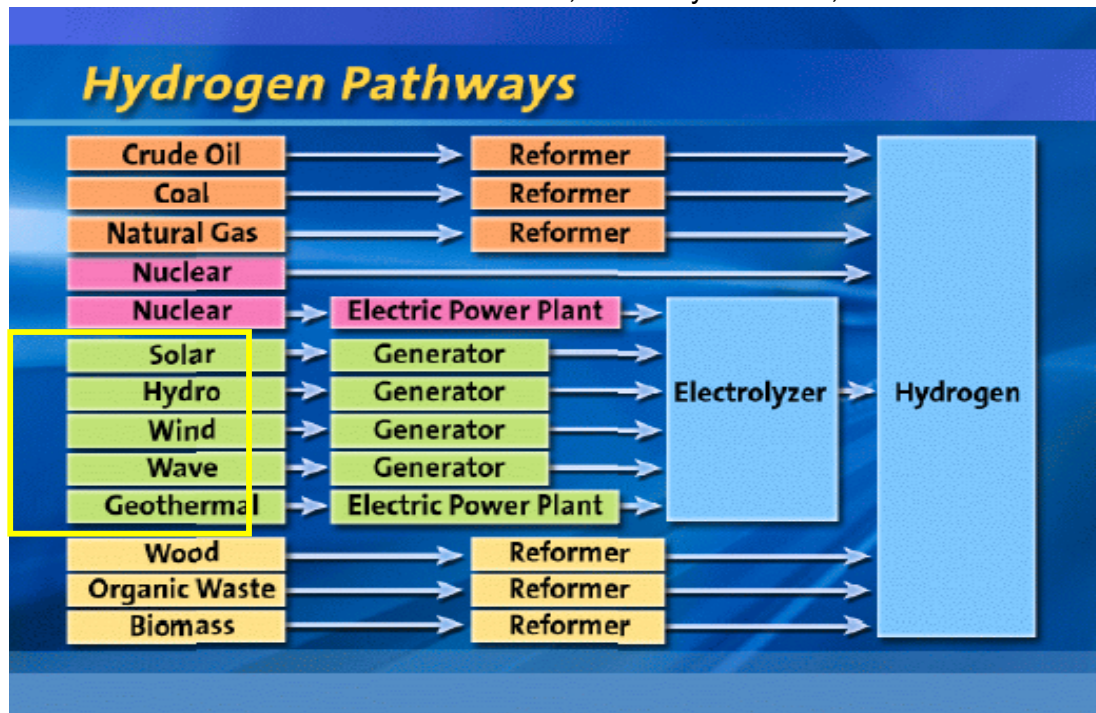 Hydrogen Pathways
Crude Oil Reformer
Coal Reformer
Natural Gas Reformer
Nuclear
Nuclear Electric Power Plant
Solar Generator
Hydro Generator Electrolyzer Hydrogen
Wind Generator
Wave Generator
Geothermal Electric Power Plant
Wood Reformer
Organic Waste Reformer
Biomass Reformer